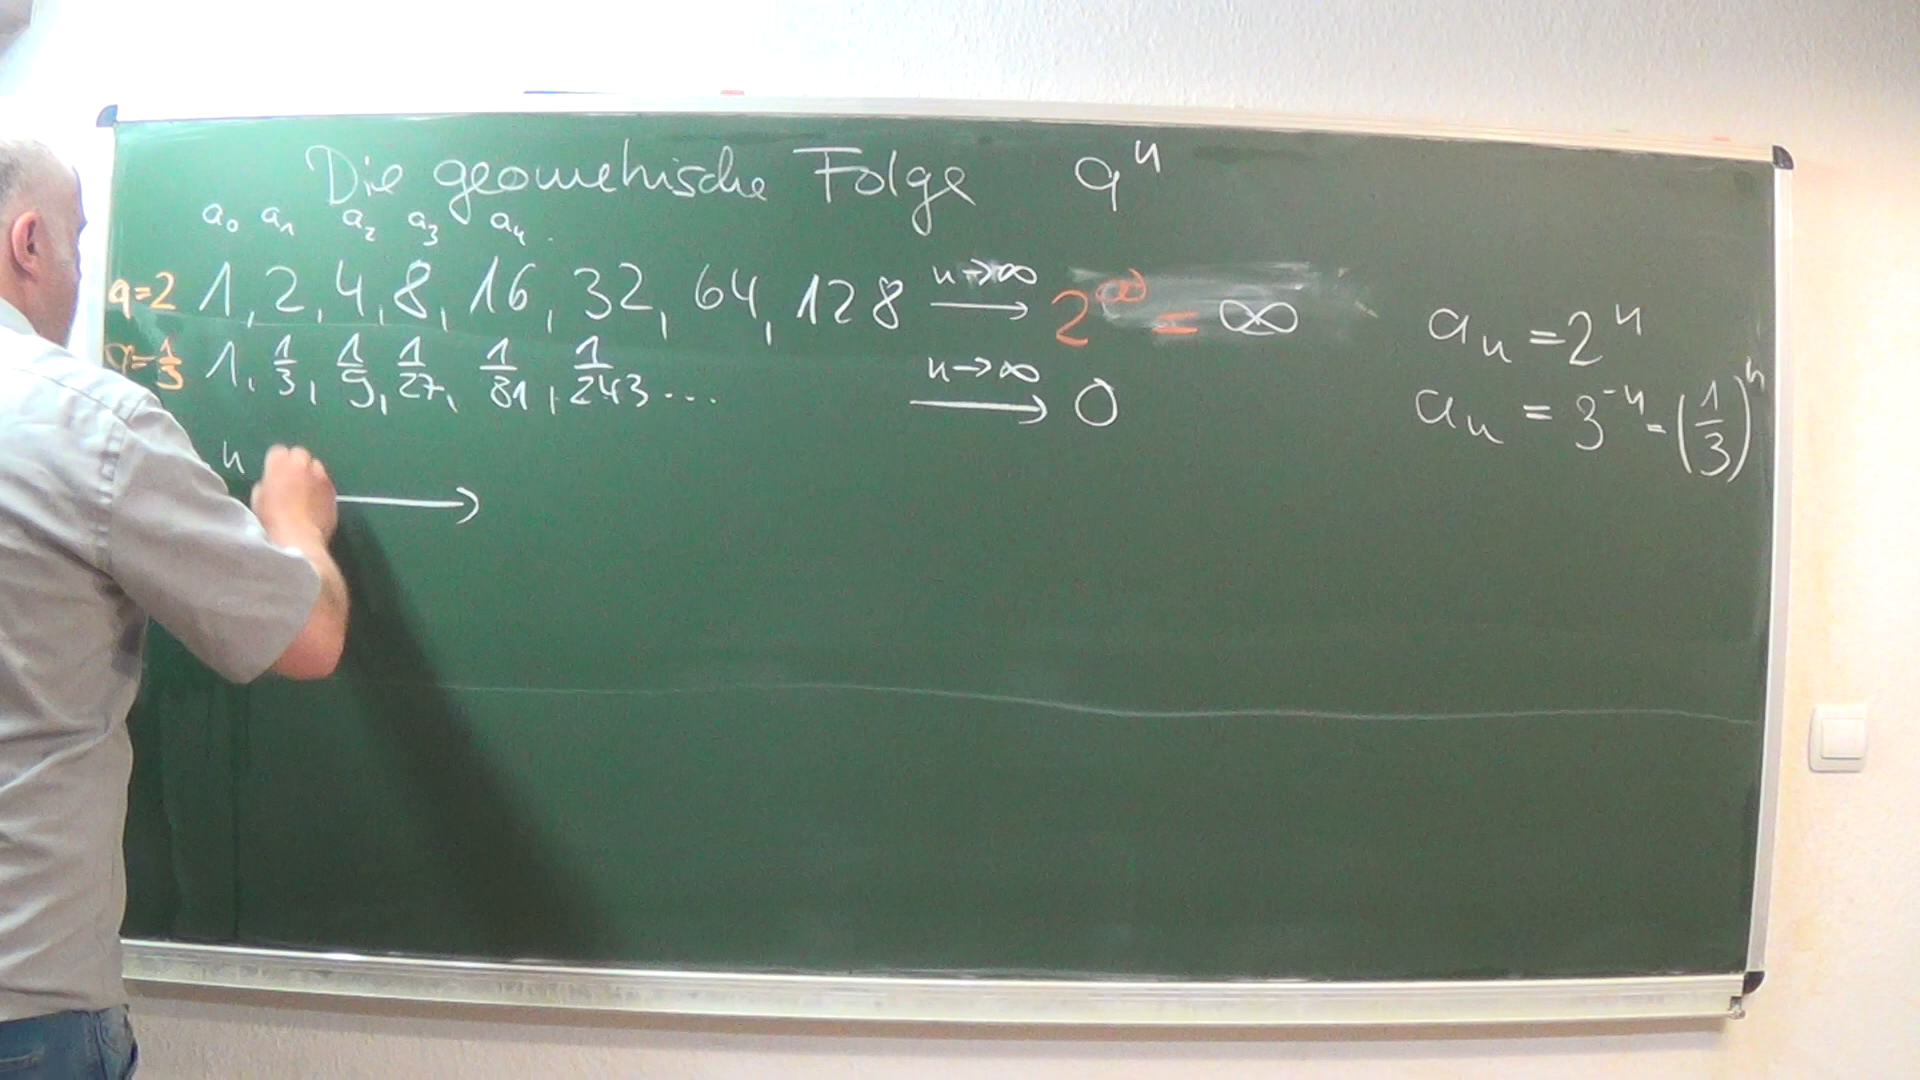 Die geometrische Folge qⁿ
a₀ a₁ a₂ a₃ a₄ .
q=2 1, 2, 4, 8, 16, 32, 64, 128 n→∞ → 2^∞ = ∞ aₙ = 2ⁿ
q=1/3 1, 1/3, 1/9, 1/27, 1/81, 1/243 ... n→∞ → 0 aₙ = 3⁻ⁿ = (1/3)ⁿ
n →